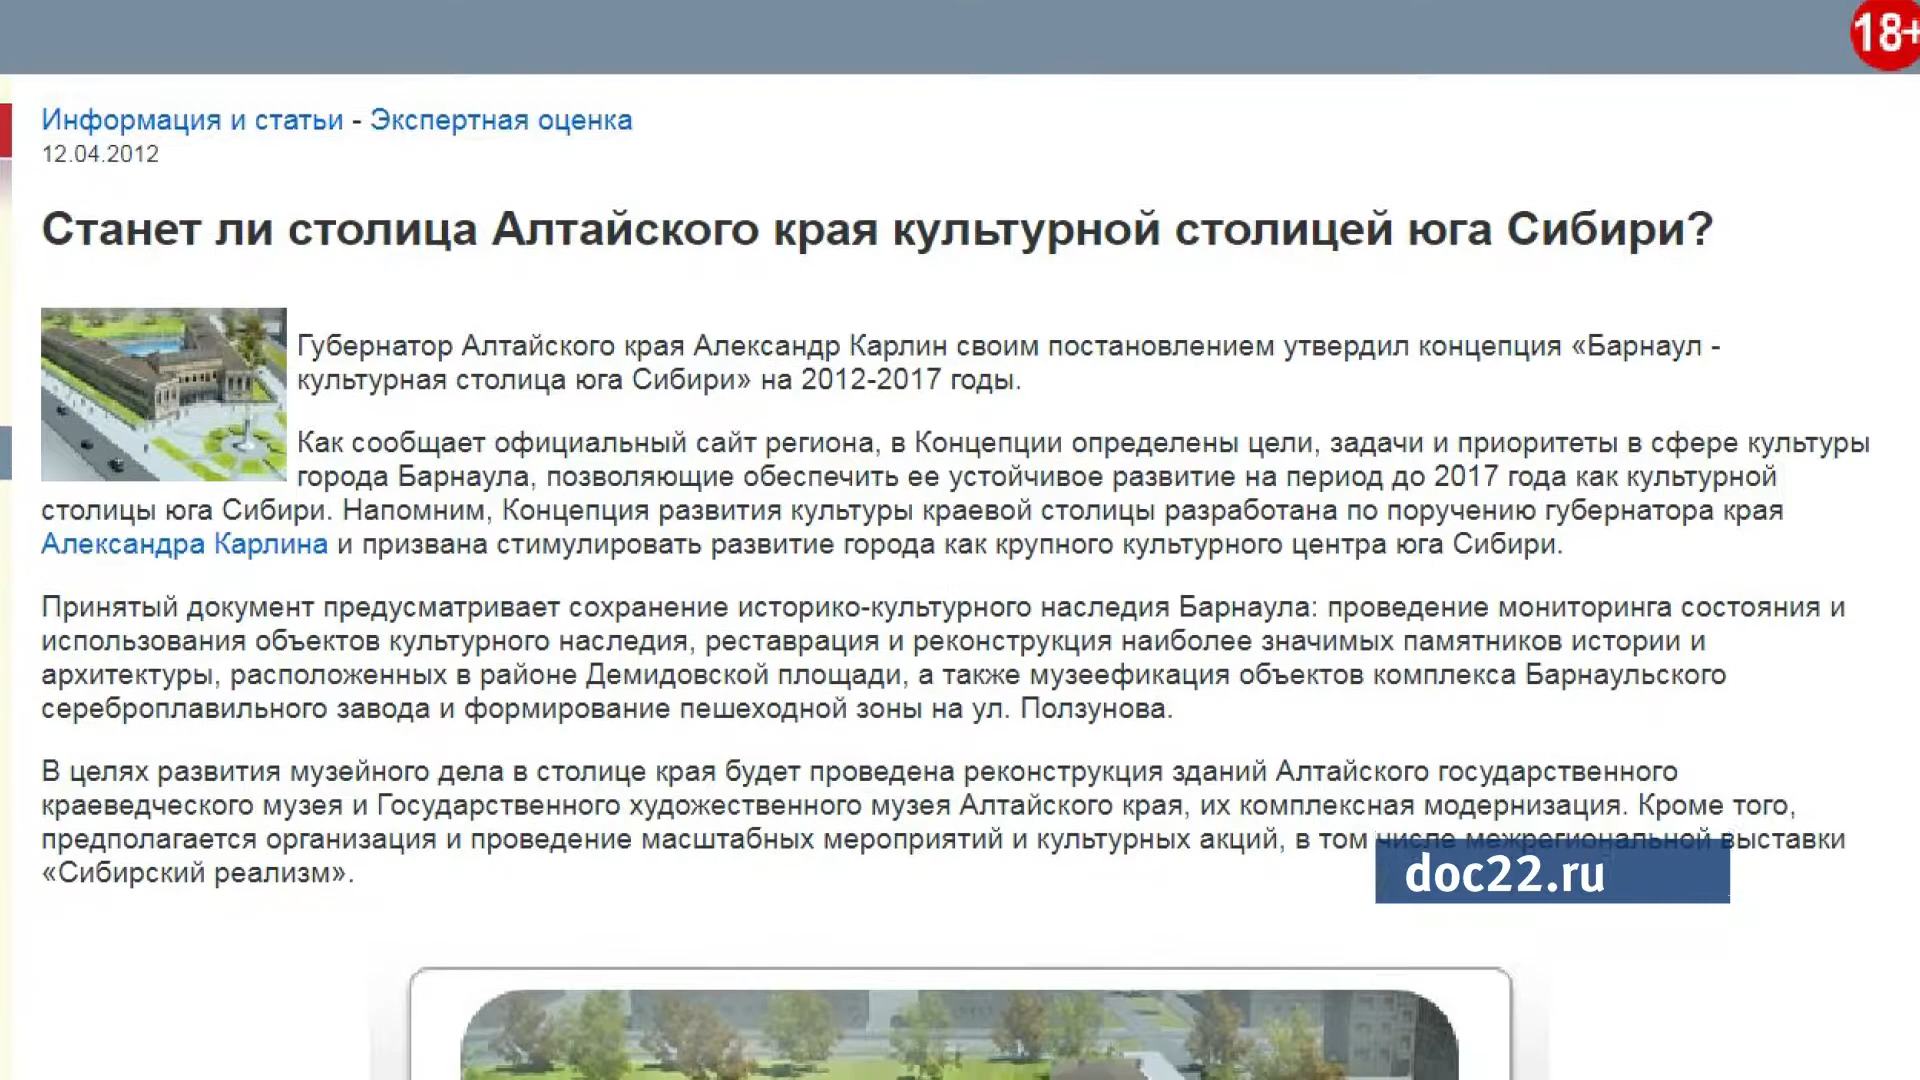 18+
Информация и статьи - Экспертная оценка
12.04.2012
Станет ли столица Алтайского края культурной столицей юга Сибири?
Губернатор Алтайского края Александр Карлин своим постановлением утвердил концепция «Барнаул -
культурная столица юга Сибири» на 2012-2017 годы.
Как сообщает официальный сайт региона, в Концепции определены цели, задачи и приоритеты в сфере культуры
города Барнаула, позволяющие обеспечить ее устойчивое развитие на период до 2017 года как культурной
столицы юга Сибири. Напомним, Концепция развития культуры краевой столицы разработана по поручению губернатора края
Александра Карлина и призвана стимулировать развитие города как крупного культурного центра юга Сибири.
Принятый документ предусматривает сохранение историко-культурного наследия Барнаула: проведение мониторинга состояния и
использования объектов культурного наследия, реставрация и реконструкция наиболее значимых памятников истории и
архитектуры, расположенных в районе Демидовской площади, а также музеефикация объектов комплекса Барнаульского
сереброплавильного завода и формирование пешеходной зоны на ул. Ползунова.
В целях развития музейного дела в столице края будет проведена реконструкция зданий Алтайского государственного
краеведческого музея и Государственного художественного музея Алтайского края, их комплексная модернизация. Кроме того,
предполагается организация и проведение масштабных мероприятий и культурных акций, в том числе межрегиональной выставки
«Сибирский реализм».
doc22.ru